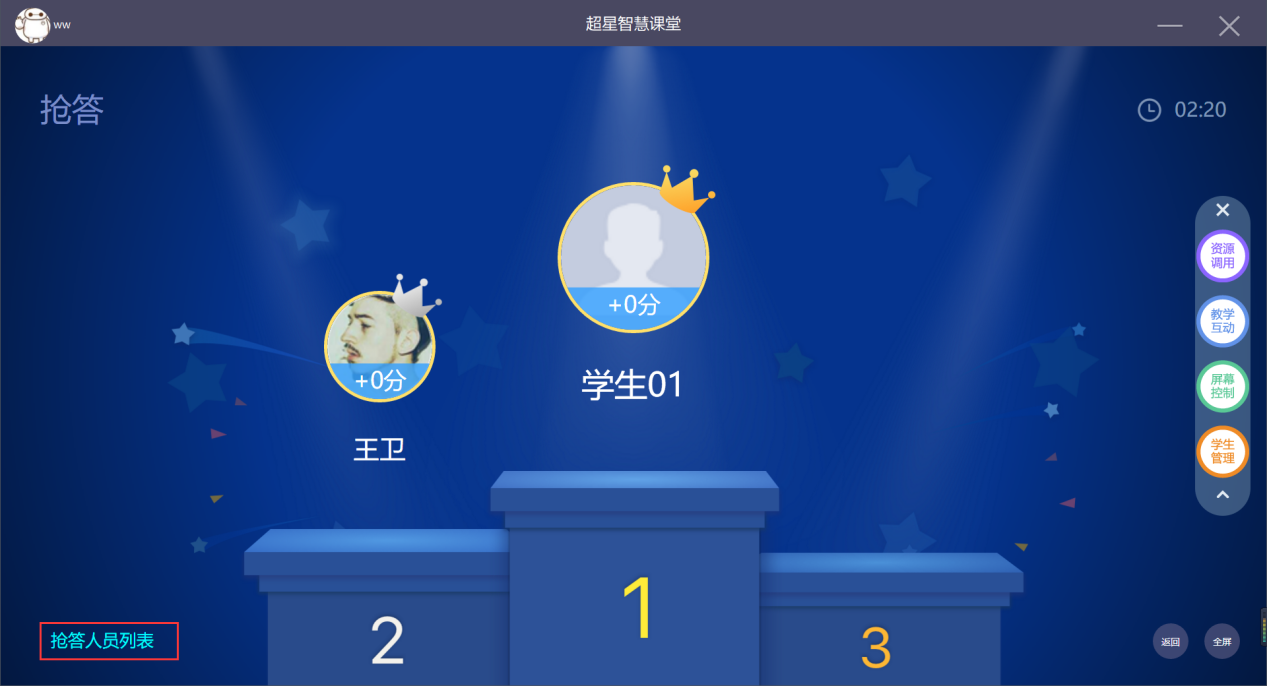 ww
超星智慧课堂
抢答
02:20
+0分
学生01
+0分
王卫
资源
调用
教学
互动
屏幕
控制
学生
管理
1
2
3
抢答人员列表
返回
全屏